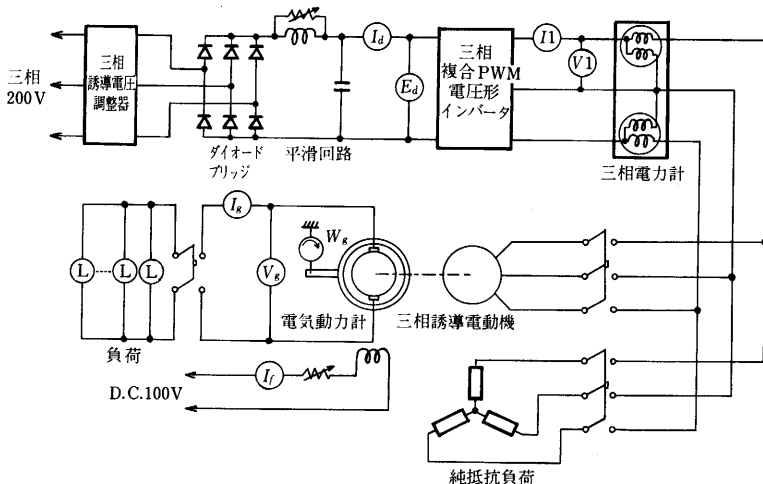 三相
200V
三相
誘導電圧
調整器
ダイオード
ブリッジ
平滑回路
Id
Ed
三相
複合PWM
電圧形
インバータ
I1
V1
三相電力計
L
L
L
負荷
Ig
Vg
Wg
電気動力計
三相誘導電動機
If
D.C.100V
純抵抗負荷